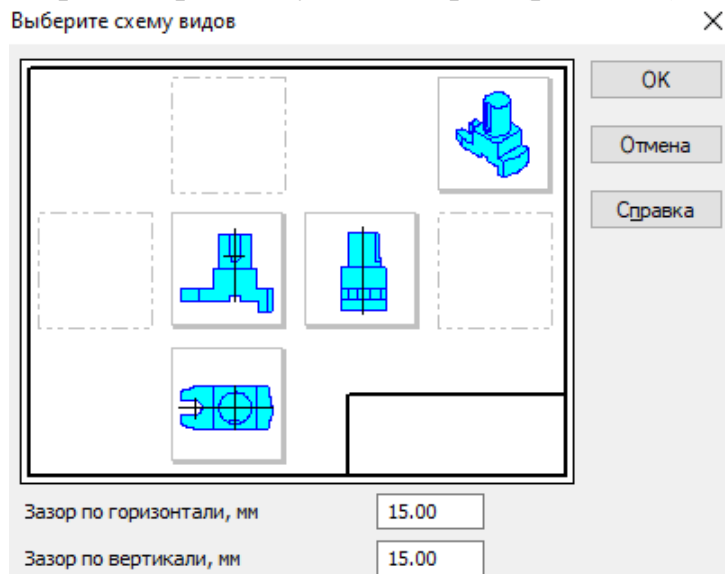 Выберите схему видов
OK
Отмена
Справка
Зазор по горизонтали, мм 15.00
Зазор по вертикали, мм 15.00